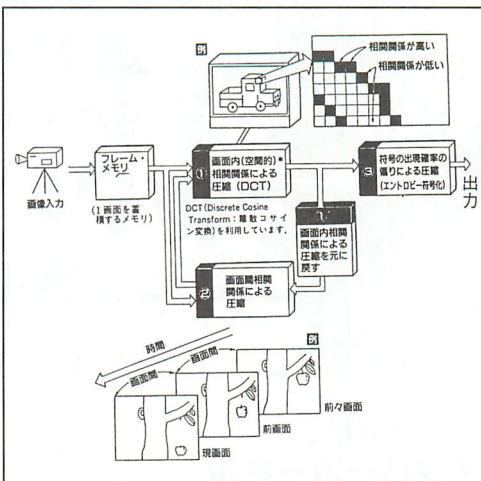 例
相関関係が高い
相関関係が低い
画像入力
フレーム・
メモリ
(1画面を蓄
積するメモリ)
①
画面内(空間的)*
相関関係による
圧縮(DCT)
DCT(Discrete Cosine
Transform:離散コサイ
ン変換)を利用しています.
③
符号の出現確率の
偏りによる圧縮
(エントロピー符号化)
出力
①
画面内相関
関係による
圧縮を元に
戻す
②
画面間相関
関係による
圧縮
例
時間
画面間
画面間
前々画面
前画面
現画面